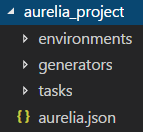 aurelia_project
environments
generators
tasks
{} aurelia.json